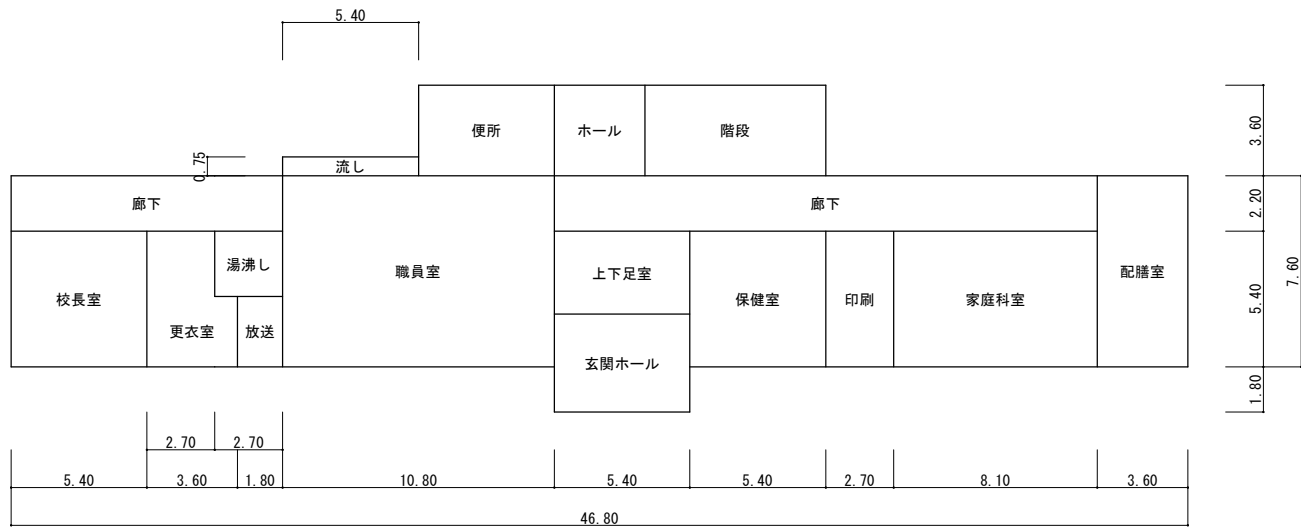 5.40
便所
ホール
階段
3.60
0.75
流し
廊下
廊下
2.20
校長室
更衣室
湯沸し
放送
職員室
上下足室
玄関ホール
保健室
印刷
家庭科室
配膳室
5.40
7.60
1.80
2.70
2.70
5.40
3.60
1.80
10.80
5.40
5.40
2.70
8.10
3.60
46.80